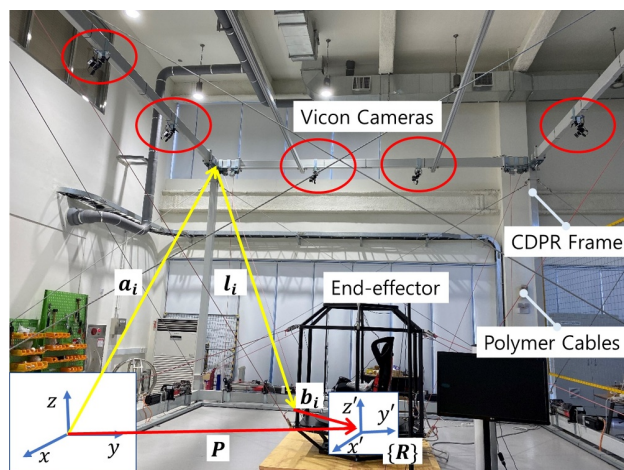 Vicon Cameras
CDPR Frame
a_i
l_i
End-effector
Polymer Cables
z
x
y
P
b_i
z'
y'
x'
{R}